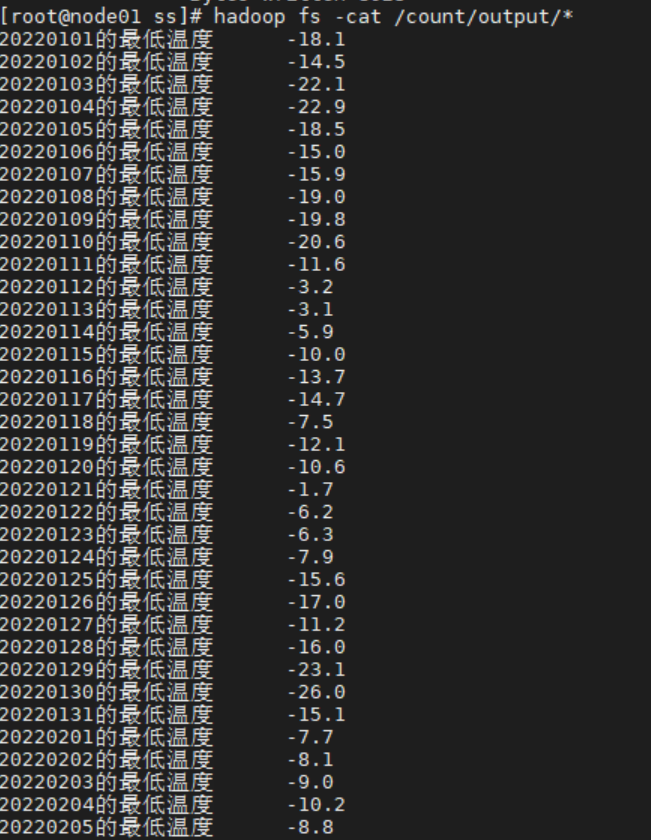 [root@node01 ss]# hadoop fs -cat /count/output/*
20220101的最低温度 -18.1
20220102的最低温度 -14.5
20220103的最低温度 -22.1
20220104的最低温度 -22.9
20220105的最低温度 -18.5
20220106的最低温度 -15.0
20220107的最低温度 -15.9
20220108的最低温度 -19.0
20220109的最低温度 -19.8
20220110的最低温度 -20.6
20220111的最低温度 -11.6
20220112的最低温度 -3.2
20220113的最低温度 -3.1
20220114的最低温度 -5.9
20220115的最低温度 -10.0
20220116的最低温度 -13.7
20220117的最低温度 -14.7
20220118的最低温度 -7.5
20220119的最低温度 -12.1
20220120的最低温度 -10.6
20220121的最低温度 -1.7
20220122的最低温度 -6.2
20220123的最低温度 -6.3
20220124的最低温度 -7.9
20220125的最低温度 -15.6
20220126的最低温度 -17.0
20220127的最低温度 -11.2
20220128的最低温度 -16.0
20220129的最低温度 -23.1
20220130的最低温度 -26.0
20220131的最低温度 -15.1
20220201的最低温度 -7.7
20220202的最低温度 -8.1
20220203的最低温度 -9.0
20220204的最低温度 -10.2
20220205的最低温度 -8.8